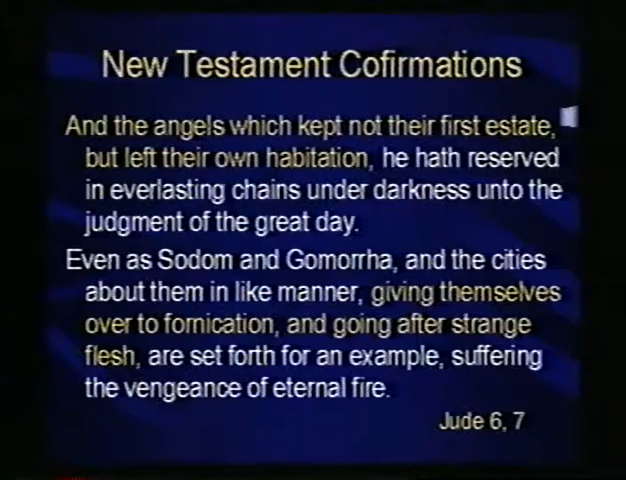 New Testament Cofirmations
And the angels which kept not their first estate,
but left their own habitation, he hath reserved
in everlasting chains under darkness unto the
judgment of the great day.
Even as Sodom and Gomorrha, and the cities
about them in like manner, giving themselves
over to fornication, and going after strange
flesh, are set forth for an example, suffering
the vengeance of eternal fire.
Jude 6, 7